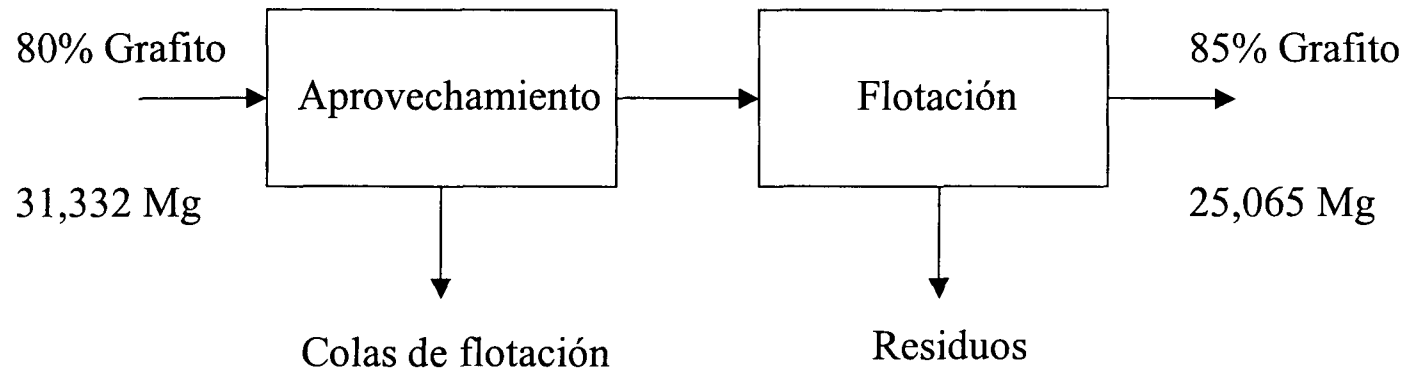 80% Grafito
Aprovechamiento
Flotación
85% Grafito
31,332 Mg
25,065 Mg
Colas de flotación
Residuos